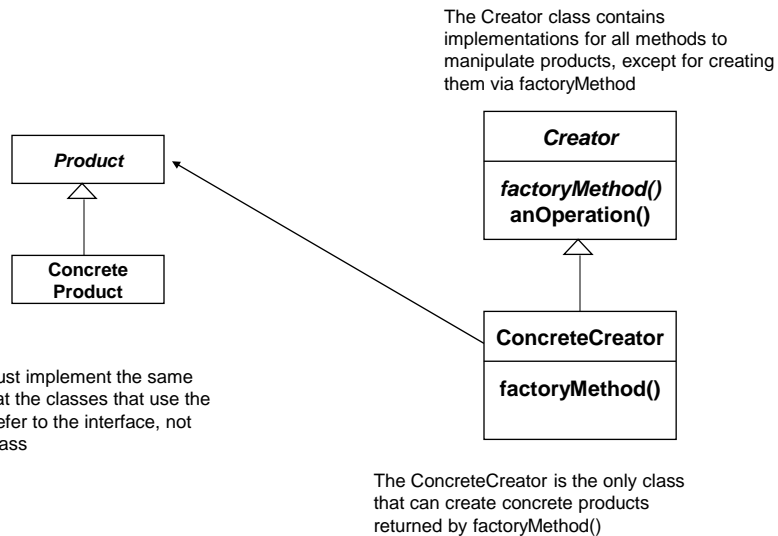 The Creator class contains
implementations for all methods to
manipulate products, except for creating
them via factoryMethod
Product
Concrete
Product
Creator
factoryMethod()
anOperation()
ConcreteCreator
factoryMethod()
ust implement the same
at the classes that use the
efer to the interface, not
ass
The ConcreteCreator is the only class
that can create concrete products
returned by factoryMethod()